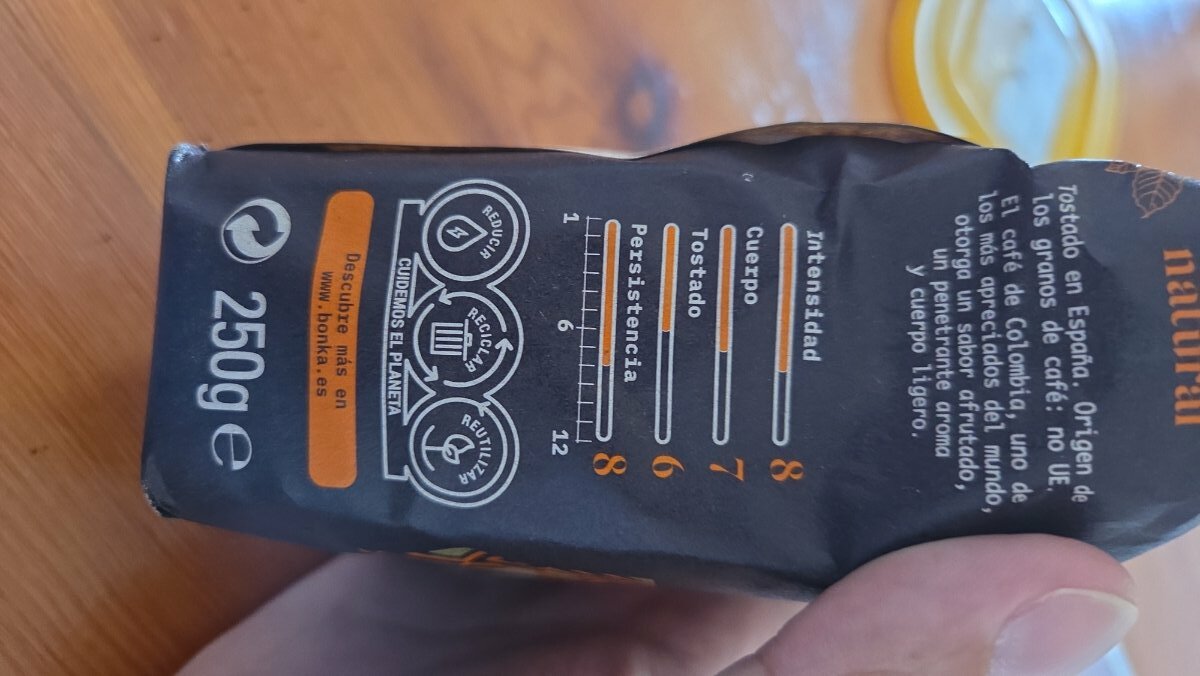 natural
Tostado en España. Origen de
los granos de café: no UE.
El café de Colombia, uno de
los más apreciados del mundo,
otorga un sabor afrutado,
un penetrante aroma
y cuerpo ligero.
Intensidad
8
Cuerpo
7
Tostado
6
Persistencia
8
1 6 12
REDUCIR
RECICLAR
REUTILIZAR
CUIDEMOS EL PLANETA
Descubre más en
www.bonka.es
250g e